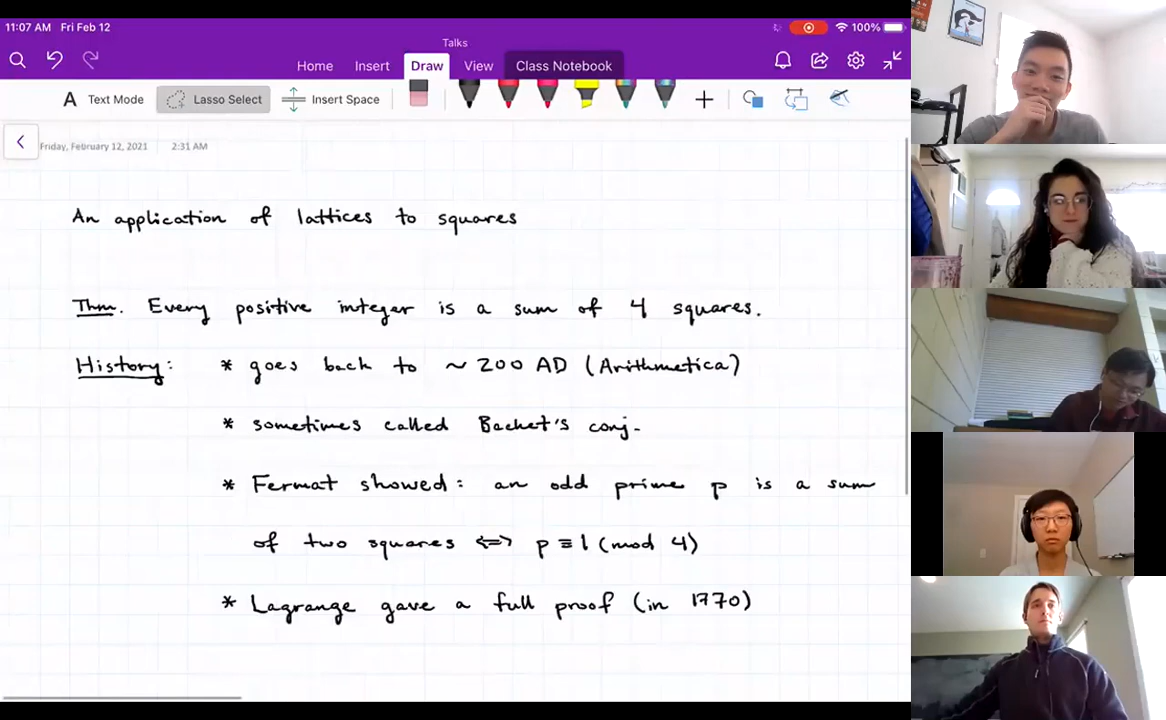 11:07 AM Fri Feb 12
100%
Talks
Home Insert Draw View Class Notebook
Text Mode Lasso Select Insert Space
Friday, February 12, 2021 2:31 AM
An application of lattices to squares
Thm. Every positive integer is a sum of 4 squares.
History: * goes back to ~ 200 AD (Arithmetica)
* sometimes called Bachet's conj.
* Fermat showed: an odd prime p is a sum
of two squares <=> p ≡ 1 (mod 4)
* Lagrange gave a full proof (in 1770)